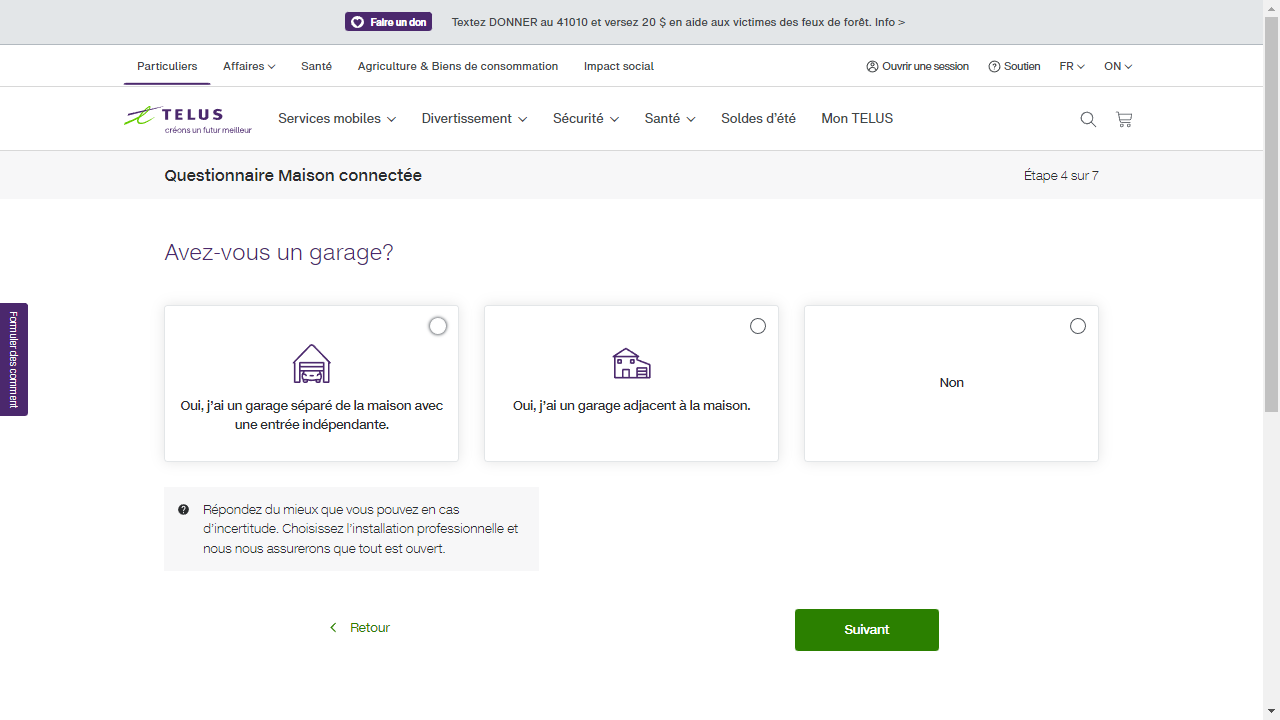 Faire un don
Textez DONNER au 41010 et versez 20 $ en aide aux victimes des feux de forêt. Info >
Particuliers
Affaires
Santé
Agriculture & Biens de consommation
Impact social
Ouvrir une session
Soutien
FR
ON
TELUS
créons un futur meilleur
Services mobiles
Divertissement
Sécurité
Santé
Soldes d'été
Mon TELUS
Questionnaire Maison connectée
Étape 4 sur 7
Avez-vous un garage?
Formuler des comment
Oui, j'ai un garage séparé de la maison avec
une entrée indépendante.
Oui, j'ai un garage adjacent à la maison.
Non
Répondez du mieux que vous pouvez en cas
d'incertitude. Choisissez l'installation professionnelle et
nous nous assurerons que tout est ouvert.
Retour
Suivant